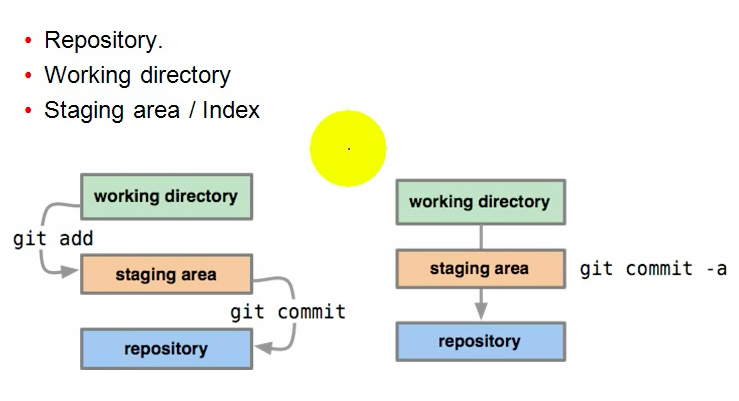 • Repository.
• Working directory
• Staging area / Index
working directory
git add
staging area
git commit
repository
working directory
staging area
git commit -a
repository